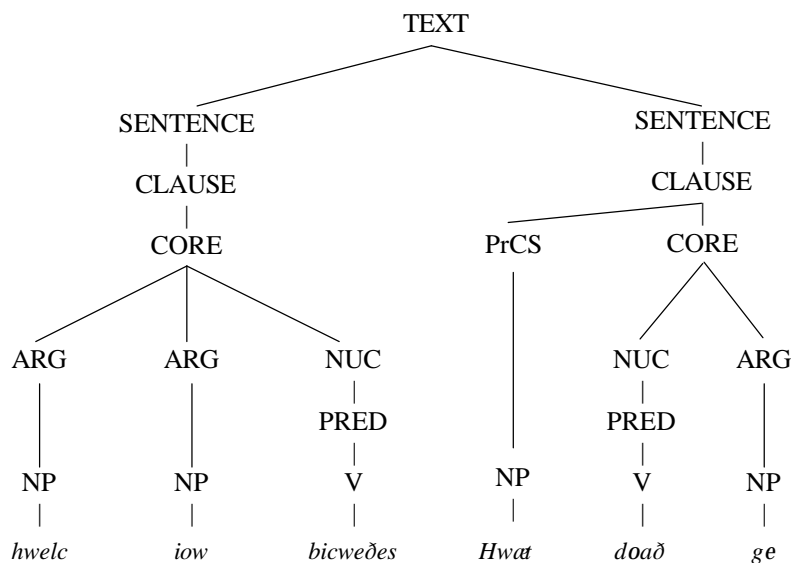 TEXT
SENTENCE SENTENCE
CLAUSE CLAUSE
CORE PrCS CORE
ARG ARG NUC NUC ARG
PRED PRED
NP NP V NP V NP
hwelc iow bicweðes Hwæt doað ge